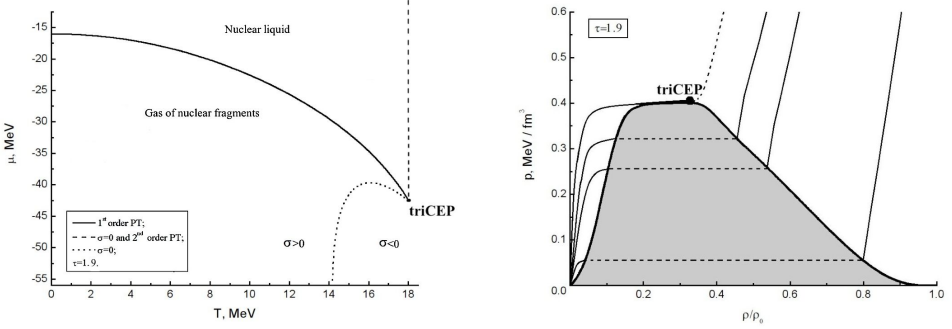 -15
-20
-25
-30
-35
-40
-45
-50
-55
μ, MeV
Nuclear liquid
Gas of nuclear fragments
triCEP
σ>0
σ<0
1st order PT;
σ=0 and 2nd order PT;
σ=0;
τ=1.9.
0 2 4 6 8 10 12 14 16 18
T, MeV
τ=1.9
triCEP
0.6
0.5
0.4
0.3
0.2
0.1
0.0
p, MeV / fm3
0.2 0.4 0.6 0.8 1.0
ρ/ρ0